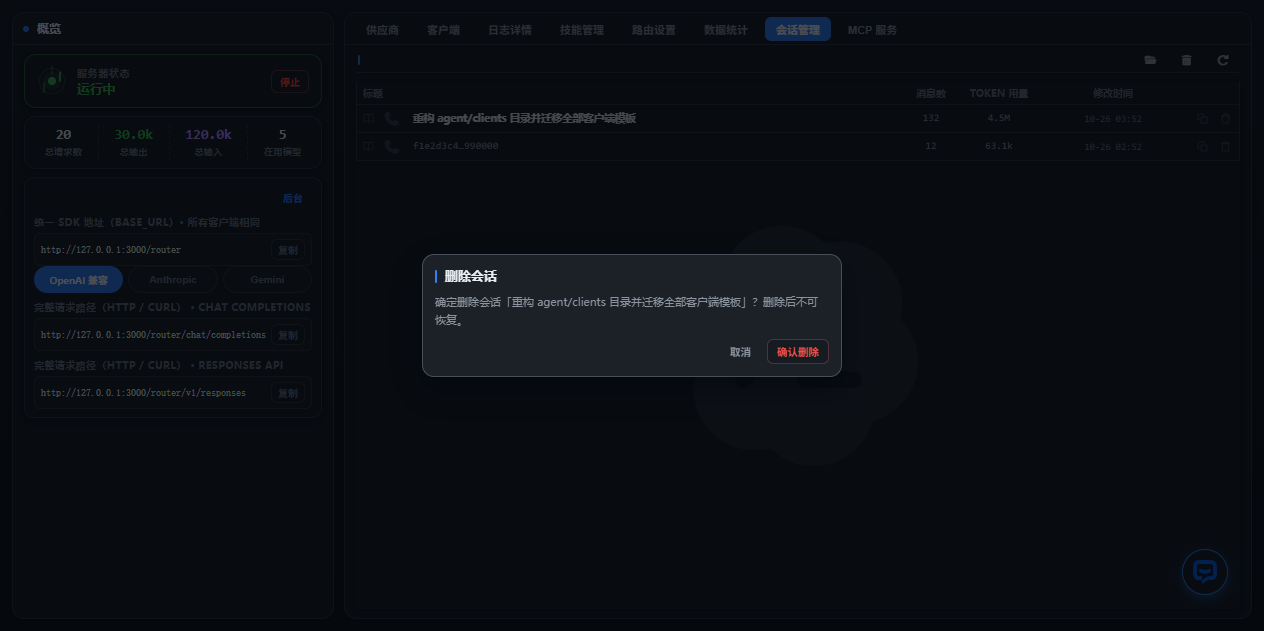 概览
服务器状态
运行中
停止
20 30.0k 120.0k 5
总请求数 总输出 总输入 在用模型
后台
统一 SDK 地址（BASE_URL）• 所有客户端相同
http://127.0.0.1:3000/router 复制
OpenAI 兼容 Anthropic Gemini
完整请求路径（HTTP / CURL） • CHAT COMPLETIONS
http://127.0.0.1:3000/router/chat/completions 复制
完整请求路径（HTTP / CURL） • RESPONSES API
http://127.0.0.1:3000/router/v1/responses 复制
供应商 客户端 日志详情 技能管理 路由设置 数据统计 会话管理 MCP 服务
标题 消息数 TOKEN 用量 修改时间
重构 agent/clients 目录并迁移全部客户端模板 132 4.5M 10-26 03:52
f1e2d3c4…990000 12 63.1k 10-26 02:52
删除会话
确定删除会话「重构 agent/clients 目录并迁移全部客户端模板」？删除后不可
恢复。
取消 确认删除